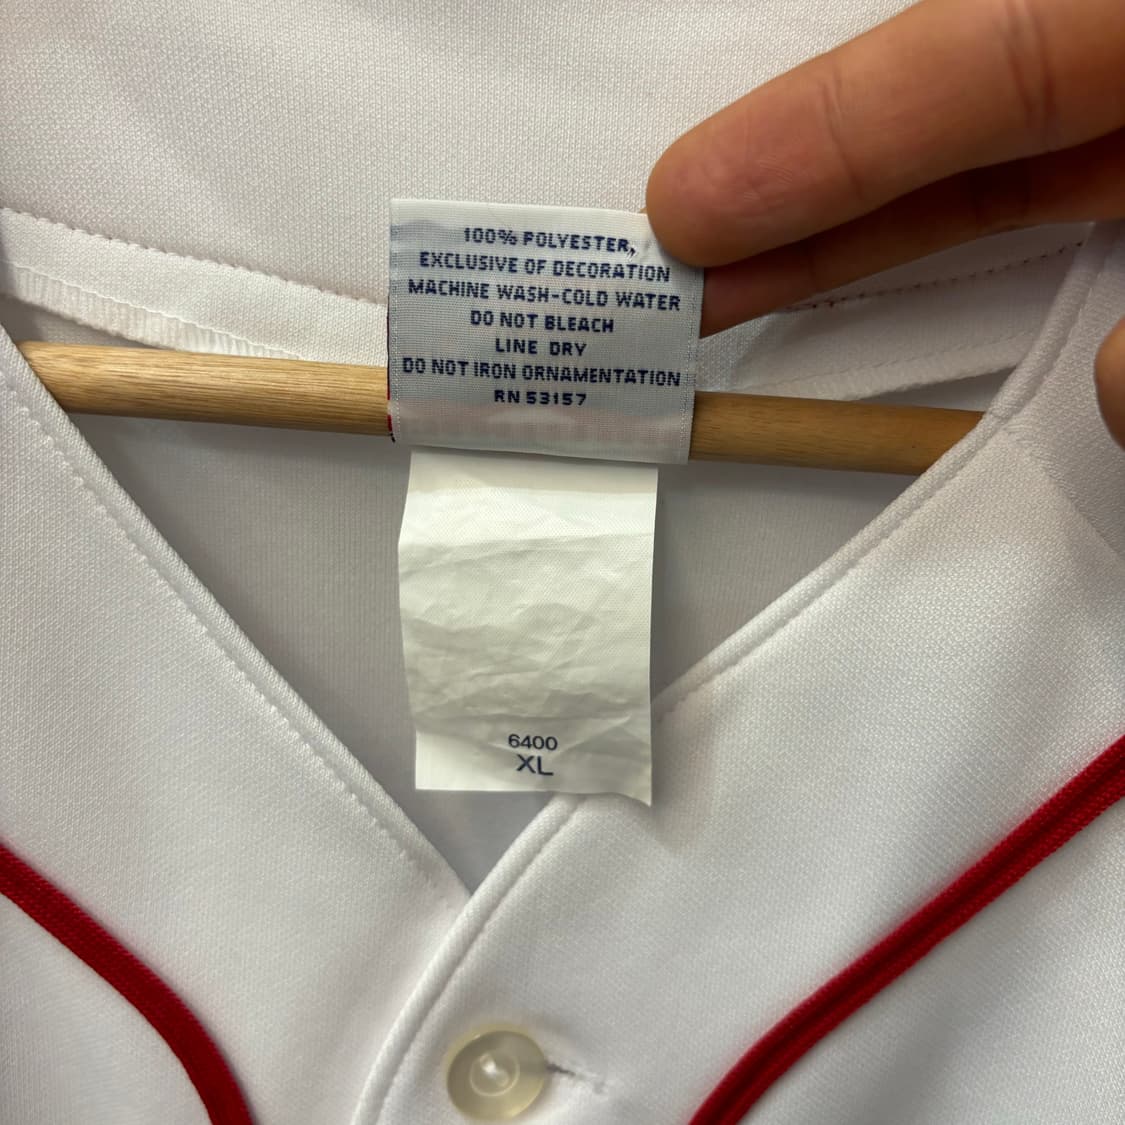 100% POLYESTER,
EXCLUSIVE OF DECORATION
MACHINE WASH-COLD WATER
DO NOT BLEACH
LINE DRY
DO NOT IRON ORNAMENTATION
RN 53157
6400
XL